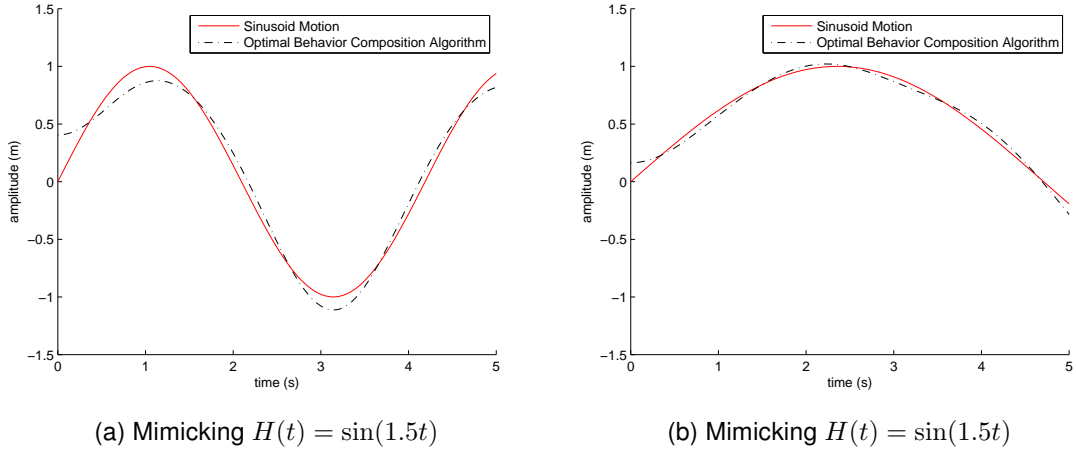 1.5
1
0.5
0
−0.5
−1
−1.5
amplitude (m)
0 1 2 3 4 5
time (s)
Sinusoid Motion
Optimal Behavior Composition Algorithm
(a) Mimicking H(t) = sin(1.5t)
1.5
1
0.5
0
−0.5
−1
−1.5
amplitude (m)
0 1 2 3 4 5
time (s)
Sinusoid Motion
Optimal Behavior Composition Algorithm
(b) Mimicking H(t) = sin(1.5t)